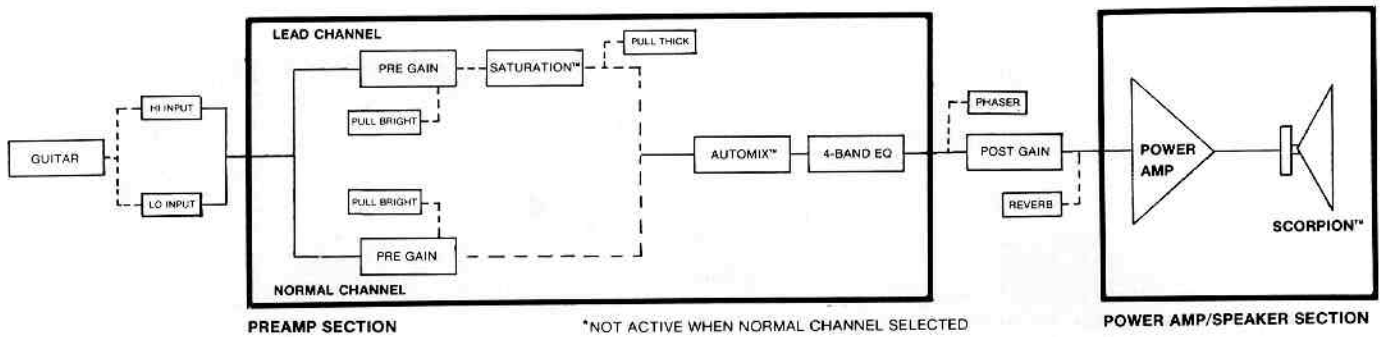 LEAD CHANNEL
PULL THICK
PRE GAIN
SATURATION™
PULL BRIGHT
HI INPUT
GUITAR
LO INPUT
PULL BRIGHT
PRE GAIN
NORMAL CHANNEL
AUTOMIX™
4-BAND EQ
PHASER
POST GAIN
REVERB
POWER
AMP
SCORPION™
PREAMP SECTION
*NOT ACTIVE WHEN NORMAL CHANNEL SELECTED
POWER AMP/SPEAKER SECTION